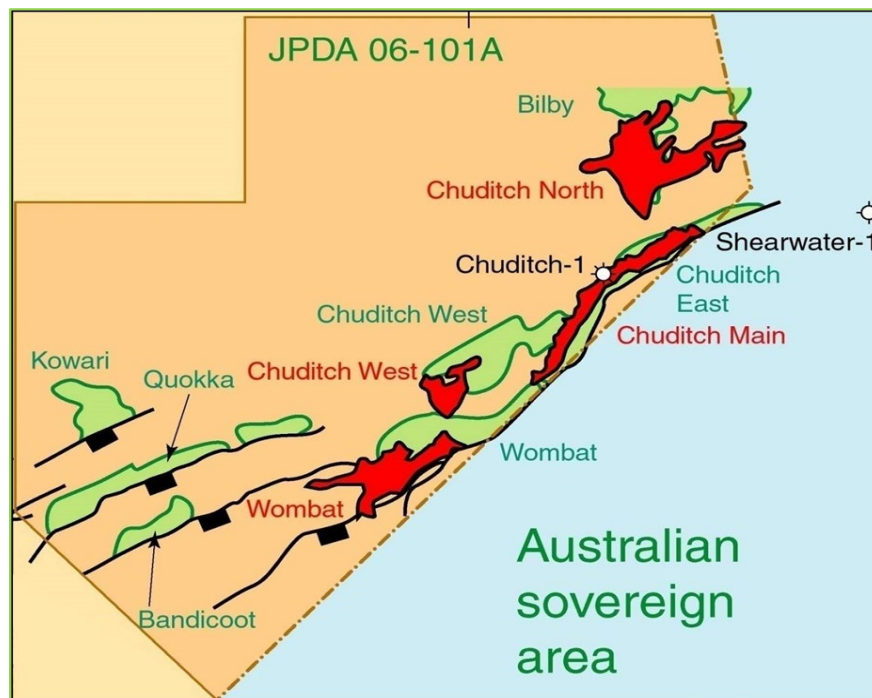 JPDA 06-101A
Bilby
Chuditch North
Shearwater-1
Chuditch-1
Chuditch
East
Chuditch West
Chuditch Main
Kowari
Quokka
Chuditch West
Wombat
Wombat
Bandicoot
Australian
sovereign
area